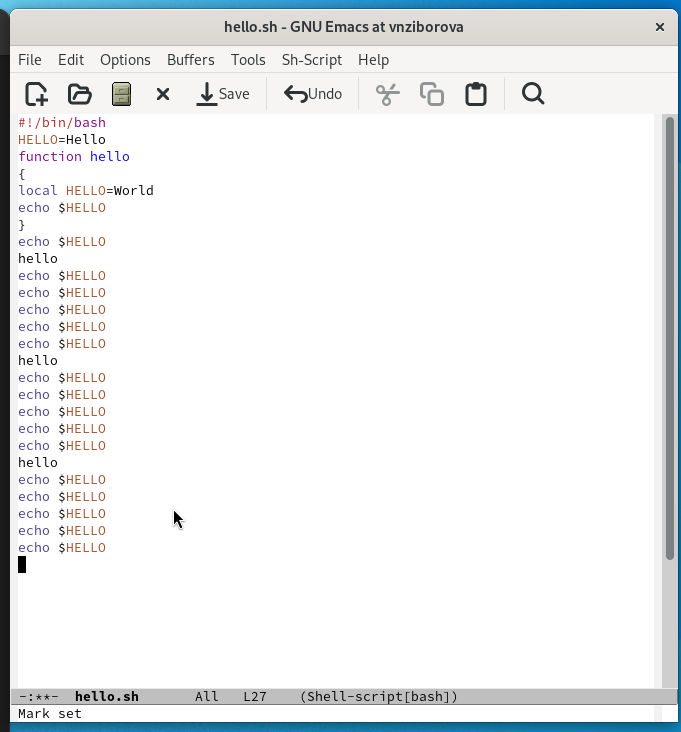 hello.sh - GNU Emacs at vnziborova
File Edit Options Buffers Tools Sh-Script Help
Save Undo
#!/bin/bash
HELLO=Hello
function hello
{
local HELLO=World
echo $HELLO
}
echo $HELLO
hello
echo $HELLO
echo $HELLO
echo $HELLO
echo $HELLO
echo $HELLO
hello
echo $HELLO
echo $HELLO
echo $HELLO
echo $HELLO
echo $HELLO
hello
echo $HELLO
echo $HELLO
echo $HELLO
echo $HELLO
echo $HELLO
-:**- hello.sh All L27 (Shell-script[bash])
Mark set